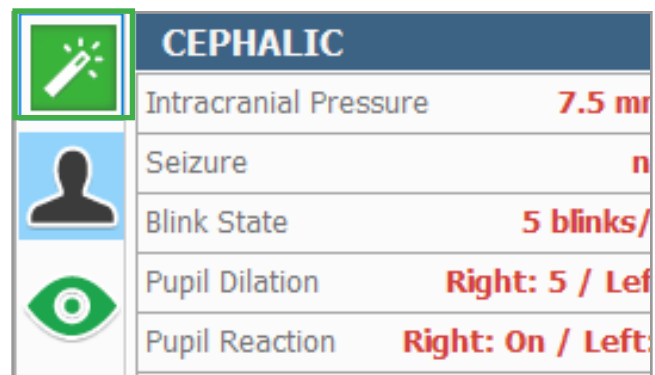 CEPHALIC
Intracranial Pressure 7.5 mr
Seizure n
Blink State 5 blinks/
Pupil Dilation Right: 5 / Lef
Pupil Reaction Right: On / Left: